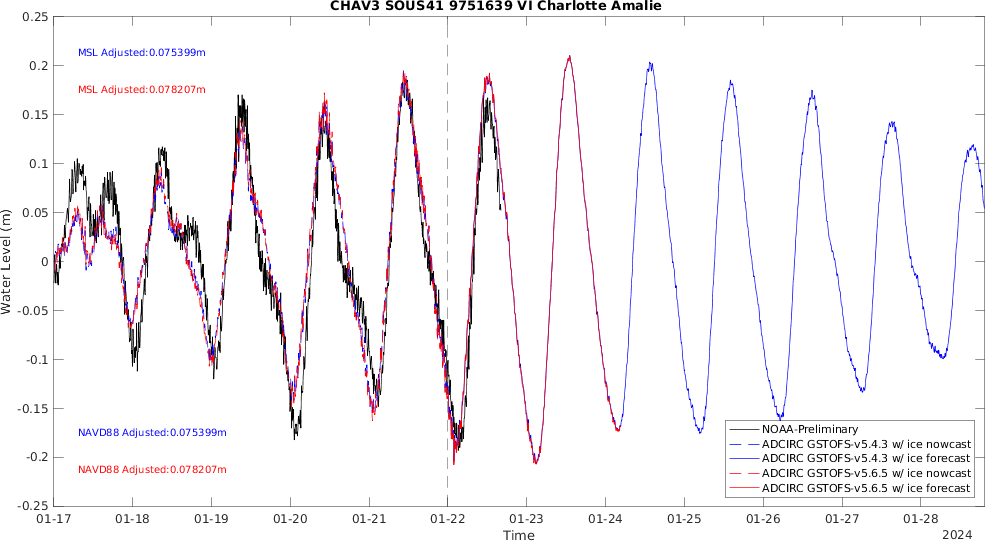 CHAV3 SOUS41 9751639 VI Charlotte Amalie
0.25
0.2
0.15
0.1
0.05
0
-0.05
-0.1
-0.15
-0.2
-0.25
Water Level (m)
MSL Adjusted:0.075399m
MSL Adjusted:0.078207m
NAVD88 Adjusted:0.075399m
NAVD88 Adjusted:0.078207m
NOAA-Preliminary
ADCIRC GSTOFS-v5.4.3 w/ ice nowcast
ADCIRC GSTOFS-v5.4.3 w/ ice forecast
ADCIRC GSTOFS-v5.6.5 w/ ice nowcast
ADCIRC GSTOFS-v5.6.5 w/ ice forecast
01-17 01-18 01-19 01-20 01-21 01-22 01-23 01-24 01-25 01-26 01-27 01-28
Time
2024